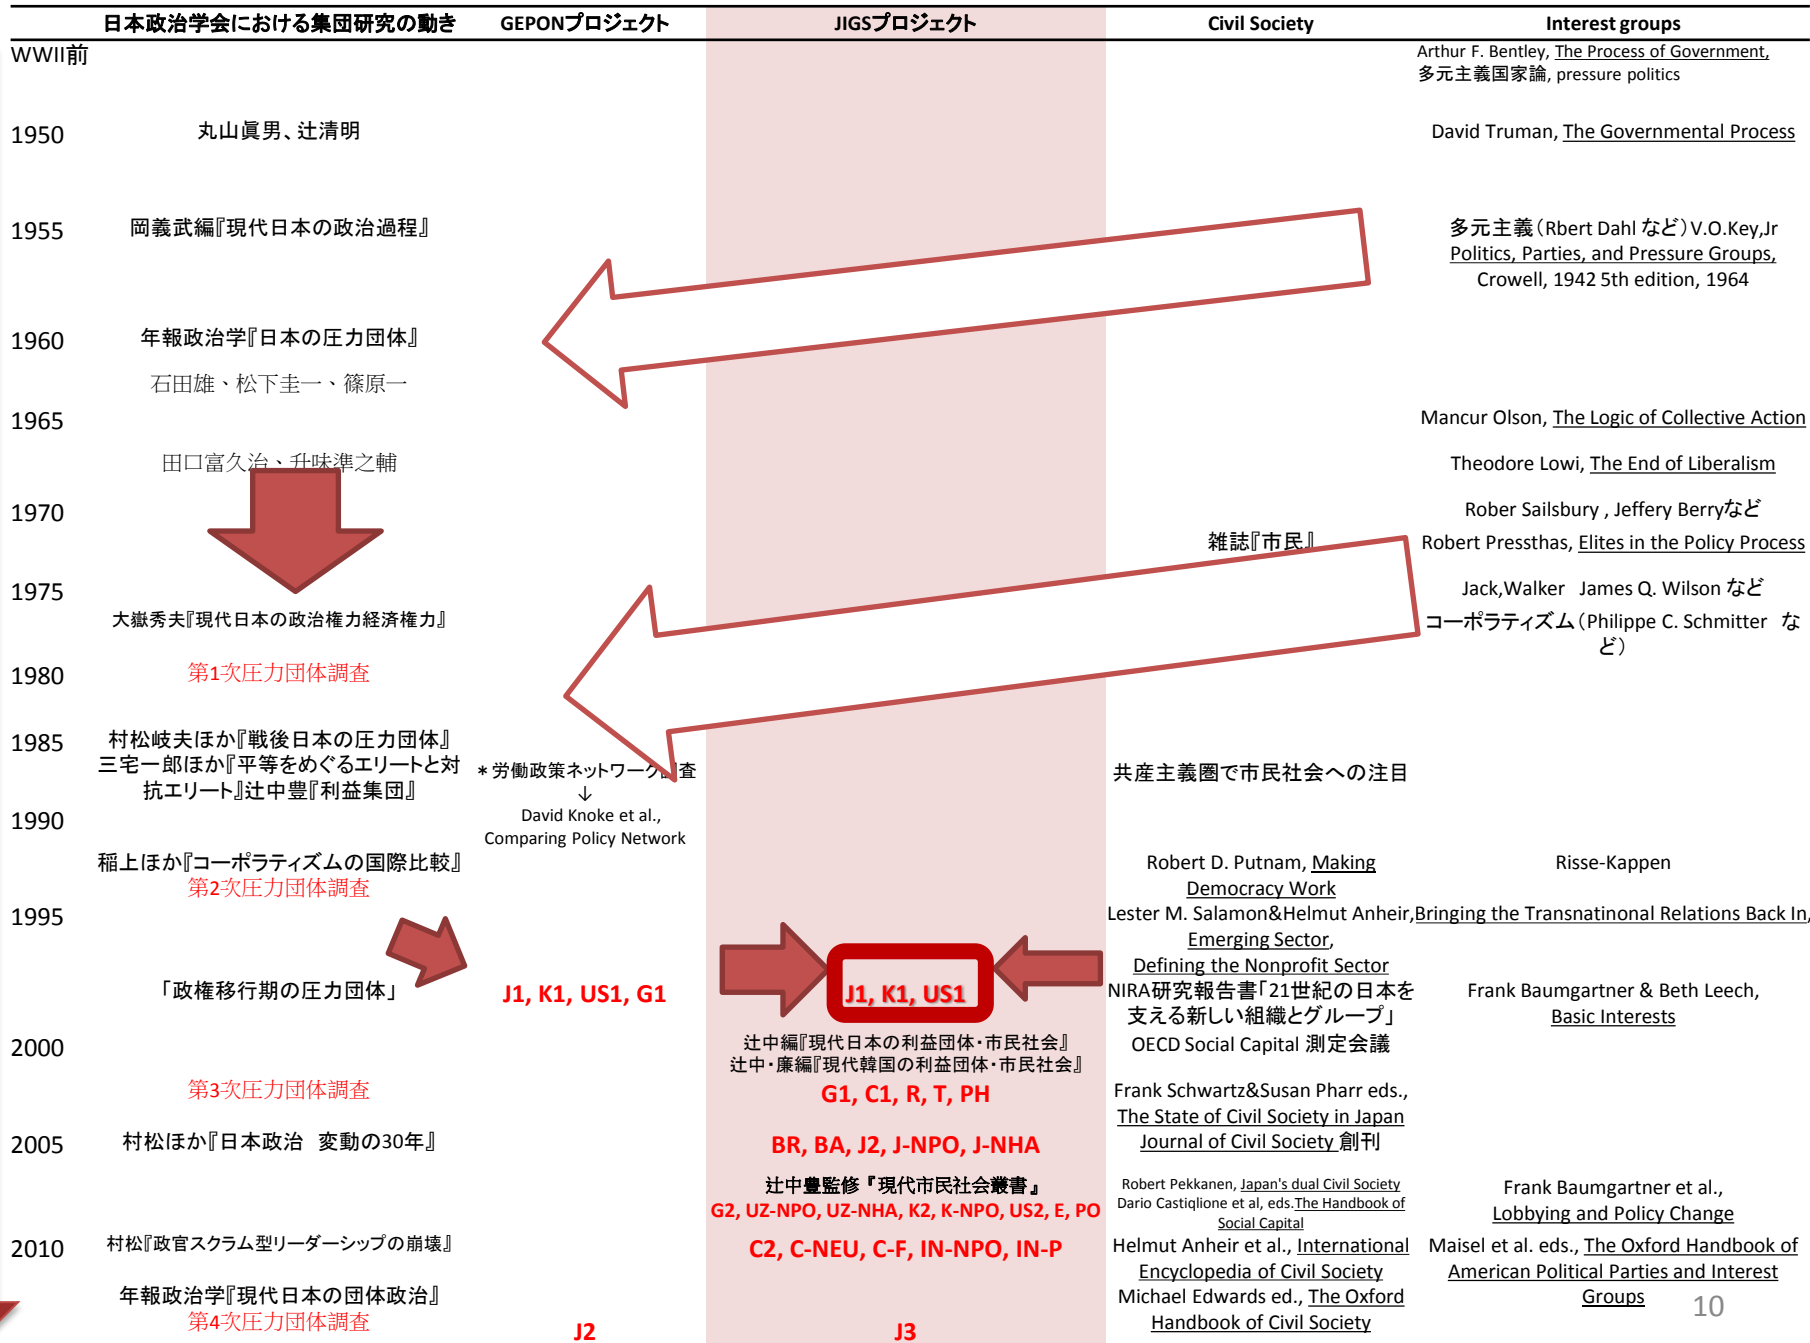 日本政治学会における集団研究の動き GEPONプロジェクト JIGSプロジェクト Civil Society Interest groups
WWII前
Arthur F. Bentley, The Process of Government,
多元主義国家論, pressure politics
1950 丸山眞男、辻清明 David Truman, The Governmental Process
1955 岡義武編『現代日本の政治過程』 多元主義（Rbert Dahl など）V.O.Key,Jr
Politics, Parties, and Pressure Groups,
Crowell, 1942 5th edition, 1964
1960 年報政治学『日本の圧力団体』
石田雄、松下圭一、篠原一
1965 Mancur Olson, The Logic of Collective Action
田口富久治、升味準之輔 Theodore Lowi, The End of Liberalism
1970 Rober Sailsbury , Jeffery Berryなど
雑誌『市民』 Robert Pressthas, Elites in the Policy Process
1975 Jack,Walker James Q. Wilson など
大嶽秀夫『現代日本の政治権力経済権力』 コーポラティズム（Philippe C. Schmitter な
ど）
1980 第1次圧力団体調査
1985 村松岐夫ほか『戦後日本の圧力団体』
三宅一郎ほか『平等をめぐるエリートと対
抗エリート』辻中豊『利益集団』
＊労働政策ネットワーク調査
↓
David Knoke et al.,
Comparing Policy Network
共産主義圏で市民社会への注目
1990
稲上ほか『コーポラティズムの国際比較』
第2次圧力団体調査
Robert D. Putnam, Making
Democracy Work
Risse-Kappen
1995 Lester M. Salamon&Helmut Anheir, Bringing the Transnatinonal Relations Back In,
Emerging Sector,
Defining the Nonprofit Sector
「政権移行期の圧力団体」 J1, K1, US1, G1 J1, K1, US1
NIRA研究報告書「21世紀の日本を
支える新しい組織とグループ」
Frank Baumgartner & Beth Leech,
Basic Interests
2000
辻中編『現代日本の利益団体・市民社会』
辻中・廉編『現代韓国の利益団体・市民社会』
OECD Social Capital 測定会議
第3次圧力団体調査 G1, C1, R, T, PH
Frank Schwartz&Susan Pharr eds.,
The State of Civil Society in Japan
Journal of Civil Society 創刊
2005 村松ほか『日本政治 変動の30年』 BR, BA, J2, J-NPO, J-NHA
辻中豊監修『現代市民社会叢書』
G2, UZ-NPO, UZ-NHA, K2, K-NPO, US2, E, PO
Robert Pekkanen, Japan's dual Civil Society
Dario Castiqlione et al, eds.The Handbook of
Social Capital
Frank Baumgartner et al.,
Lobbying and Policy Change
2010 村松『政官スクラム型リーダーシップの崩壊』 C2, C-NEU, C-F, IN-NPO, IN-P
Helmut Anheir et al., International
Encyclopedia of Civil Society
Maisel et al. eds., The Oxford Handbook of
American Political Parties and Interest
Groups
年報政治学『現代日本の団体政治』
第4次圧力団体調査
J2 J3
Michael Edwards ed., The Oxford
Handbook of Civil Society
10